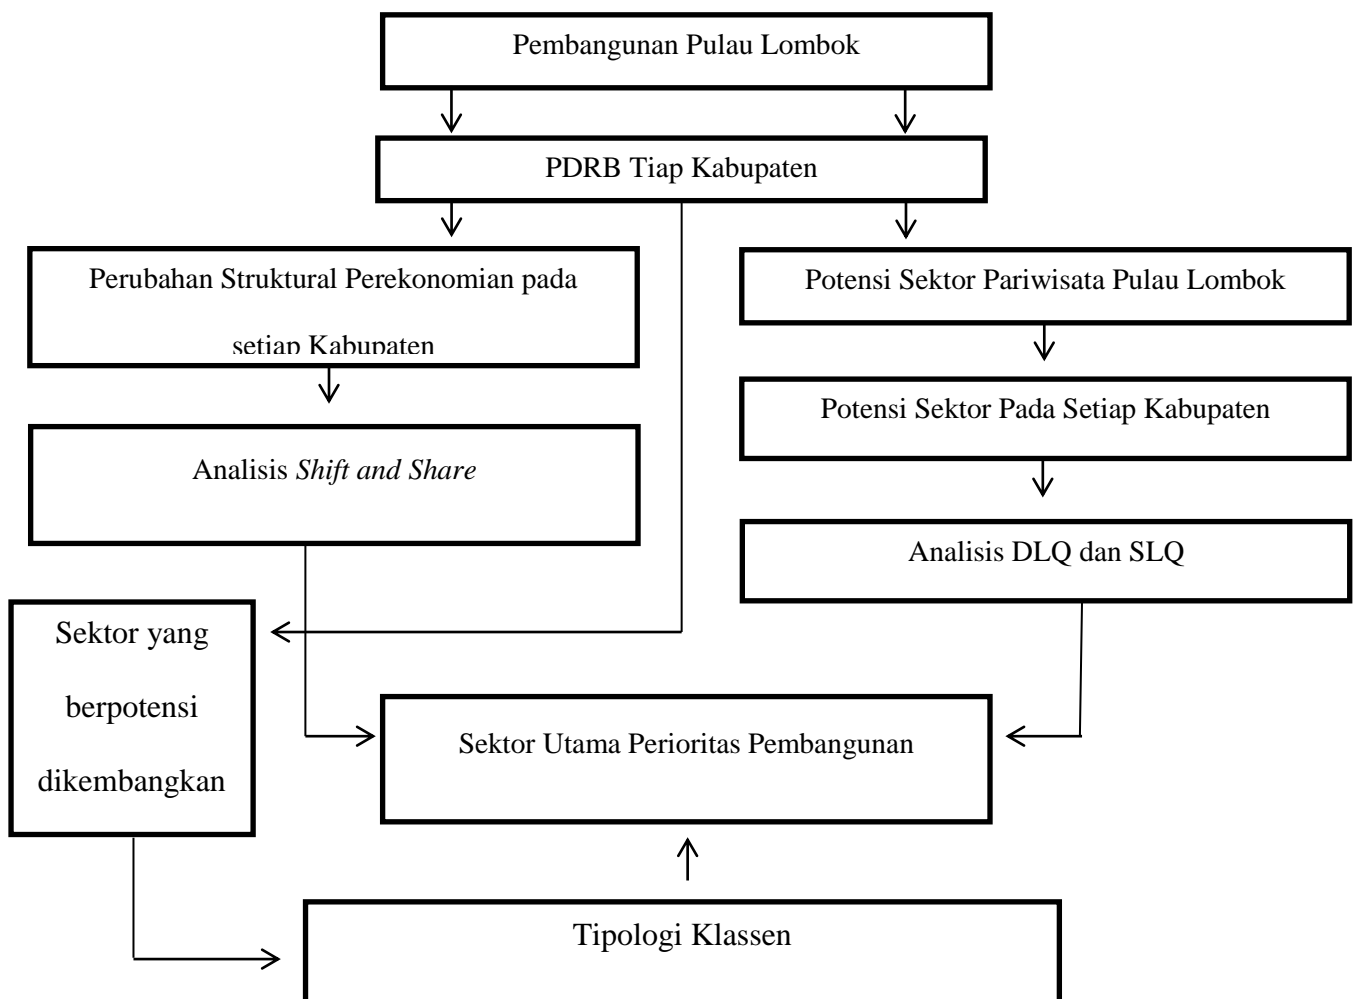 Pembangunan Pulau Lombok
PDRB Tiap Kabupaten
Perubahan Struktural Perekonomian pada
setiap Kabupaten
Potensi Sektor Pariwisata Pulau Lombok
Potensi Sektor Pada Setiap Kabupaten
Analisis Shift and Share
Analisis DLQ dan SLQ
Sektor yang
berpotensi
dikembangkan
Sektor Utama Perioritas Pembangunan
Tipologi Klassen